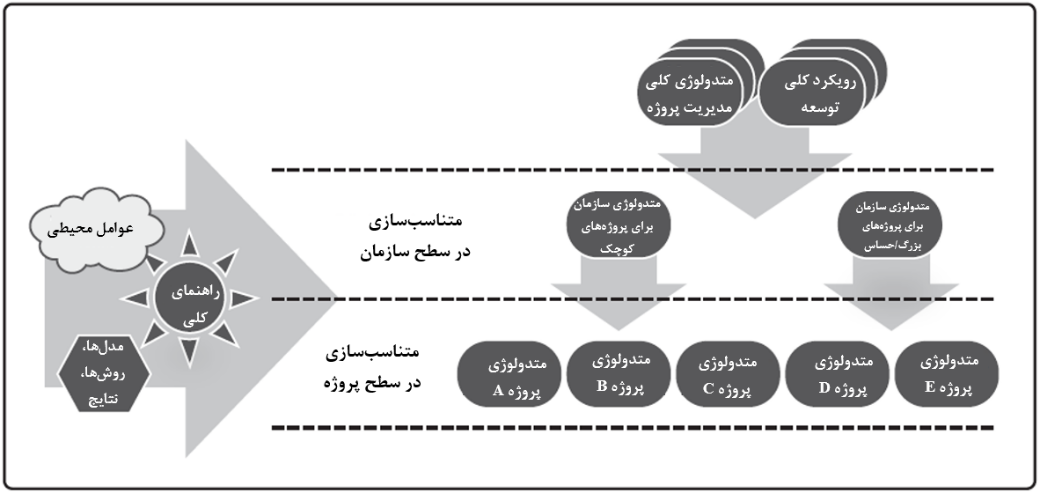 رویکرد کلی
توسعه
متدولوژی کلی
مدیریت پروژه
متدولوژی سازمان
برای پروژه‌های
بزرگ/حساس
متدولوژی سازمان
برای پروژه‌های
کوچک
متناسب‌سازی
در سطح سازمان
عوامل محیطی
راهنمای
کلی
مدل‌ها،
روش‌ها،
نتایج
متناسب‌سازی
در سطح پروژه
متدولوژی
پروژه A
متدولوژی
پروژه B
متدولوژی
پروژه C
متدولوژی
پروژه D
متدولوژی
پروژه E